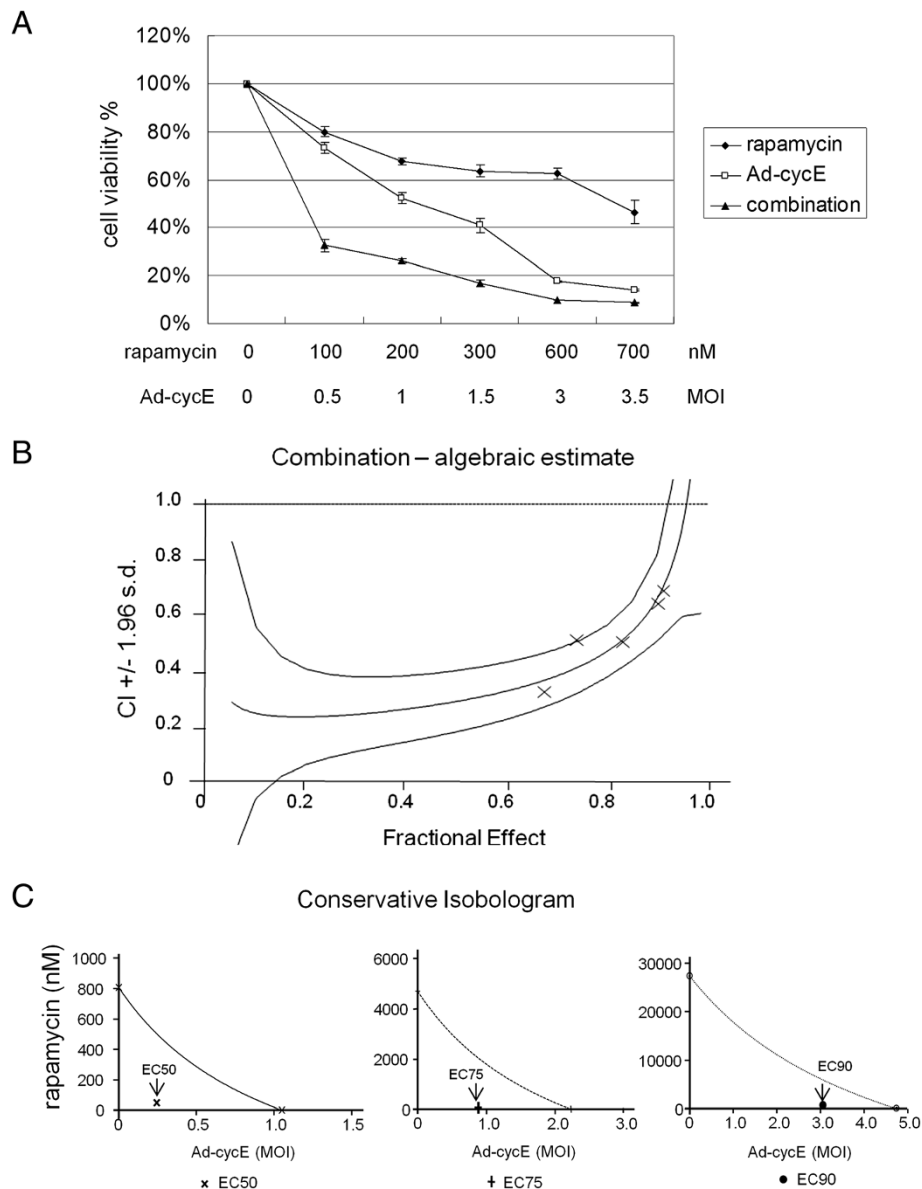 A
120%
100%
80%
60%
40%
20%
0%
cell viability %
rapamycin
Ad-cycE
combination
rapamycin 0 100 200 300 600 700 nM
Ad-cycE 0 0.5 1 1.5 3 3.5 MOI
B
Combination – algebraic estimate
1.0
0.8
0.6
0.4
0.2
0
CI +/- 1.96 s.d.
0 0.2 0.4 0.6 0.8 1.0
Fractional Effect
C
Conservative Isobologram
rapamycin (nM)
1000
800
600
400
200
0
EC50
0 0.5 1.0 1.5
Ad-cycE (MOI)
x EC50
6000
4000
2000
0
EC75
0 1.0 2.0 3.0
Ad-cycE (MOI)
+ EC75
30000
20000
10000
0
EC90
0 1.0 2.0 3.0 4.0 5.0
Ad-cycE (MOI)
● EC90